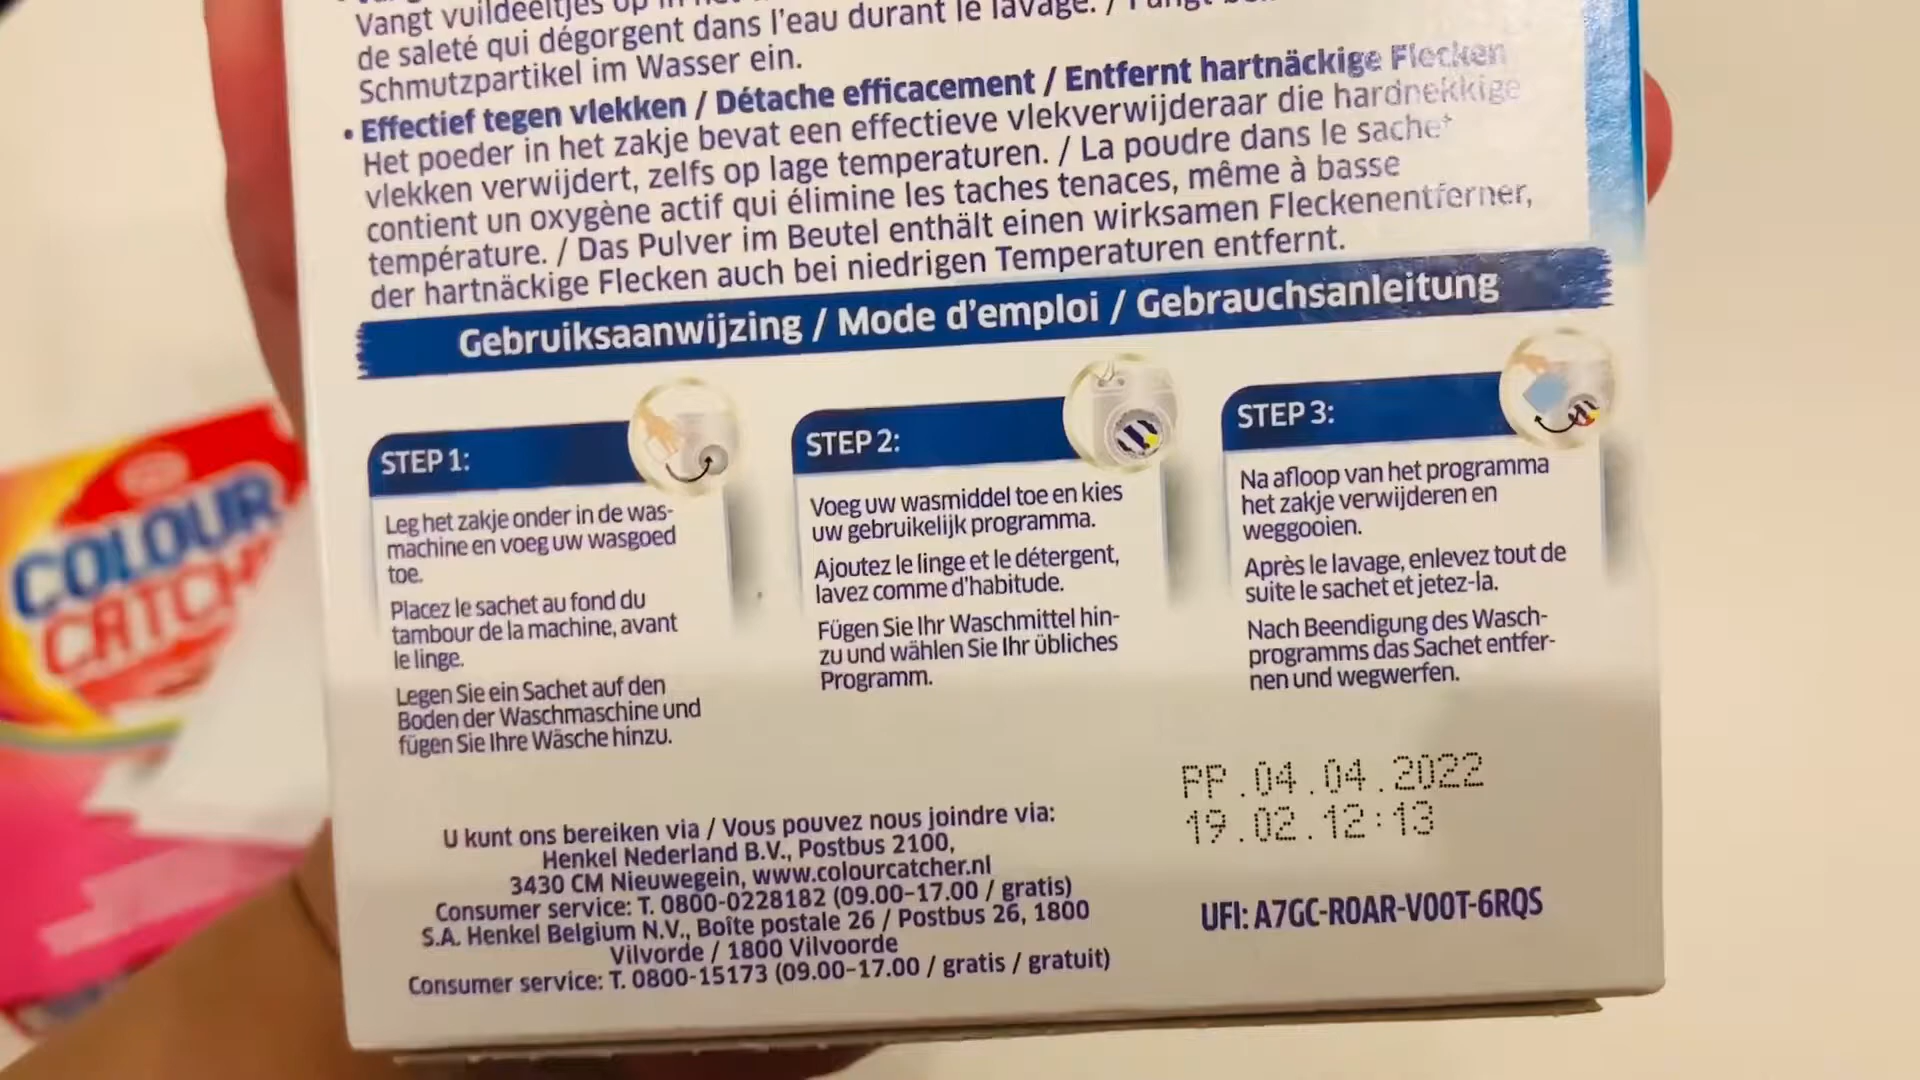 Vangt vuildeeltjes op in het
de saleté qui dégorgent dans l'eau durant le lavage. / Fängt
Schmutzpartikel im Wasser ein.
• Effectief tegen vlekken / Détache efficacement / Entfernt hartnäckige Flecken
Het poeder in het zakje bevat een effectieve vlekverwijderaar die hardnekkige
vlekken verwijdert, zelfs op lage temperaturen. / La poudre dans le sachet
contient un oxygène actif qui élimine les taches tenaces, même à basse
température. / Das Pulver im Beutel enthält einen wirksamen Fleckenentferner,
der hartnäckige Flecken auch bei niedrigen Temperaturen entfernt.
Gebruiksaanwijzing / Mode d'emploi / Gebrauchsanleitung
STEP 1:
Leg het zakje onder in de was-
machine en voeg uw wasgoed
toe.
Placez le sachet au fond du
tambour de la machine, avant
le linge.
Legen Sie ein Sachet auf den
Boden der Waschmaschine und
fügen Sie Ihre Wäsche hinzu.
STEP 2:
Voeg uw wasmiddel toe en kies
uw gebruikelijk programma.
Ajoutez le linge et le détergent,
lavez comme d'habitude.
Fügen Sie Ihr Waschmittel hin-
zu und wählen Sie Ihr übliches
Programm.
STEP 3:
Na afloop van het programma
het zakje verwijderen en
weggooien.
Après le lavage, enlevez tout de
suite le sachet et jetez-la.
Nach Beendigung des Wasch-
programms das Sachet entfer-
nen und wegwerfen.
PP.04.04.2022
19.02.12:13
U kunt ons bereiken via / Vous pouvez nous joindre via:
Henkel Nederland B.V., Postbus 2100,
3430 CM Nieuwegein, www.colourcatcher.nl
Consumer service: T. 0800-0228182 (09.00-17.00 / gratis)
S.A. Henkel Belgium N.V., Boîte postale 26 / Postbus 26, 1800
Vilvorde / 1800 Vilvoorde
Consumer service: T. 0800-15173 (09.00-17.00 / gratis / gratuit)
UFI: A7GC-R0AR-V00T-6RQS
COLOUR
CATCH